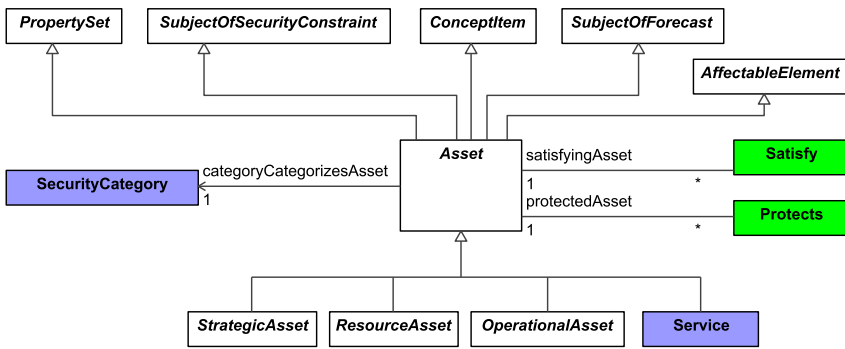 PropertySet
SubjectOfSecurityConstraint
ConceptItem
SubjectOfForecast
AffectableElement
Asset
satisfyingAsset
Satisfy
1
*
categoryCategorizesAsset
SecurityCategory
1
protectedAsset
Protects
1
*
StrategicAsset
ResourceAsset
OperationalAsset
Service